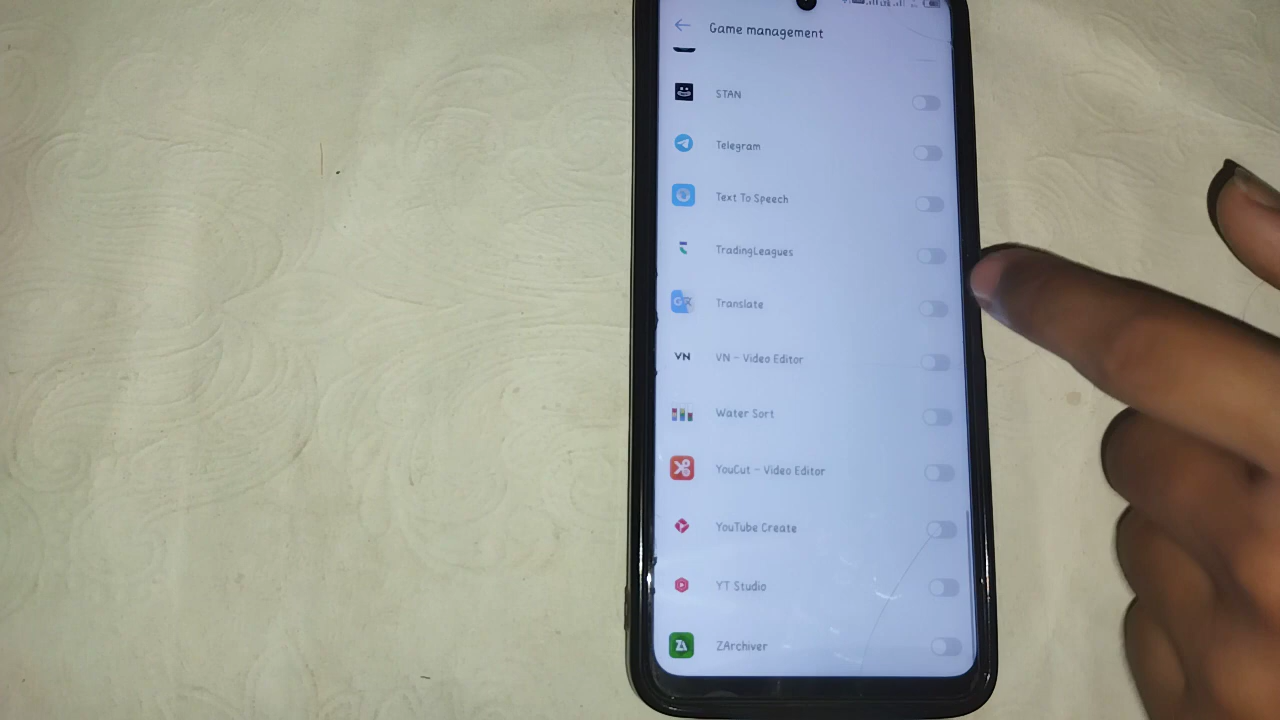 Game management
STAN
Telegram
Text To Speech
TradingLeagues
Translate
VN VN - Video Editor
Water Sort
YouCut - Video Editor
YouTube Create
YT Studio
ZA ZArchiver